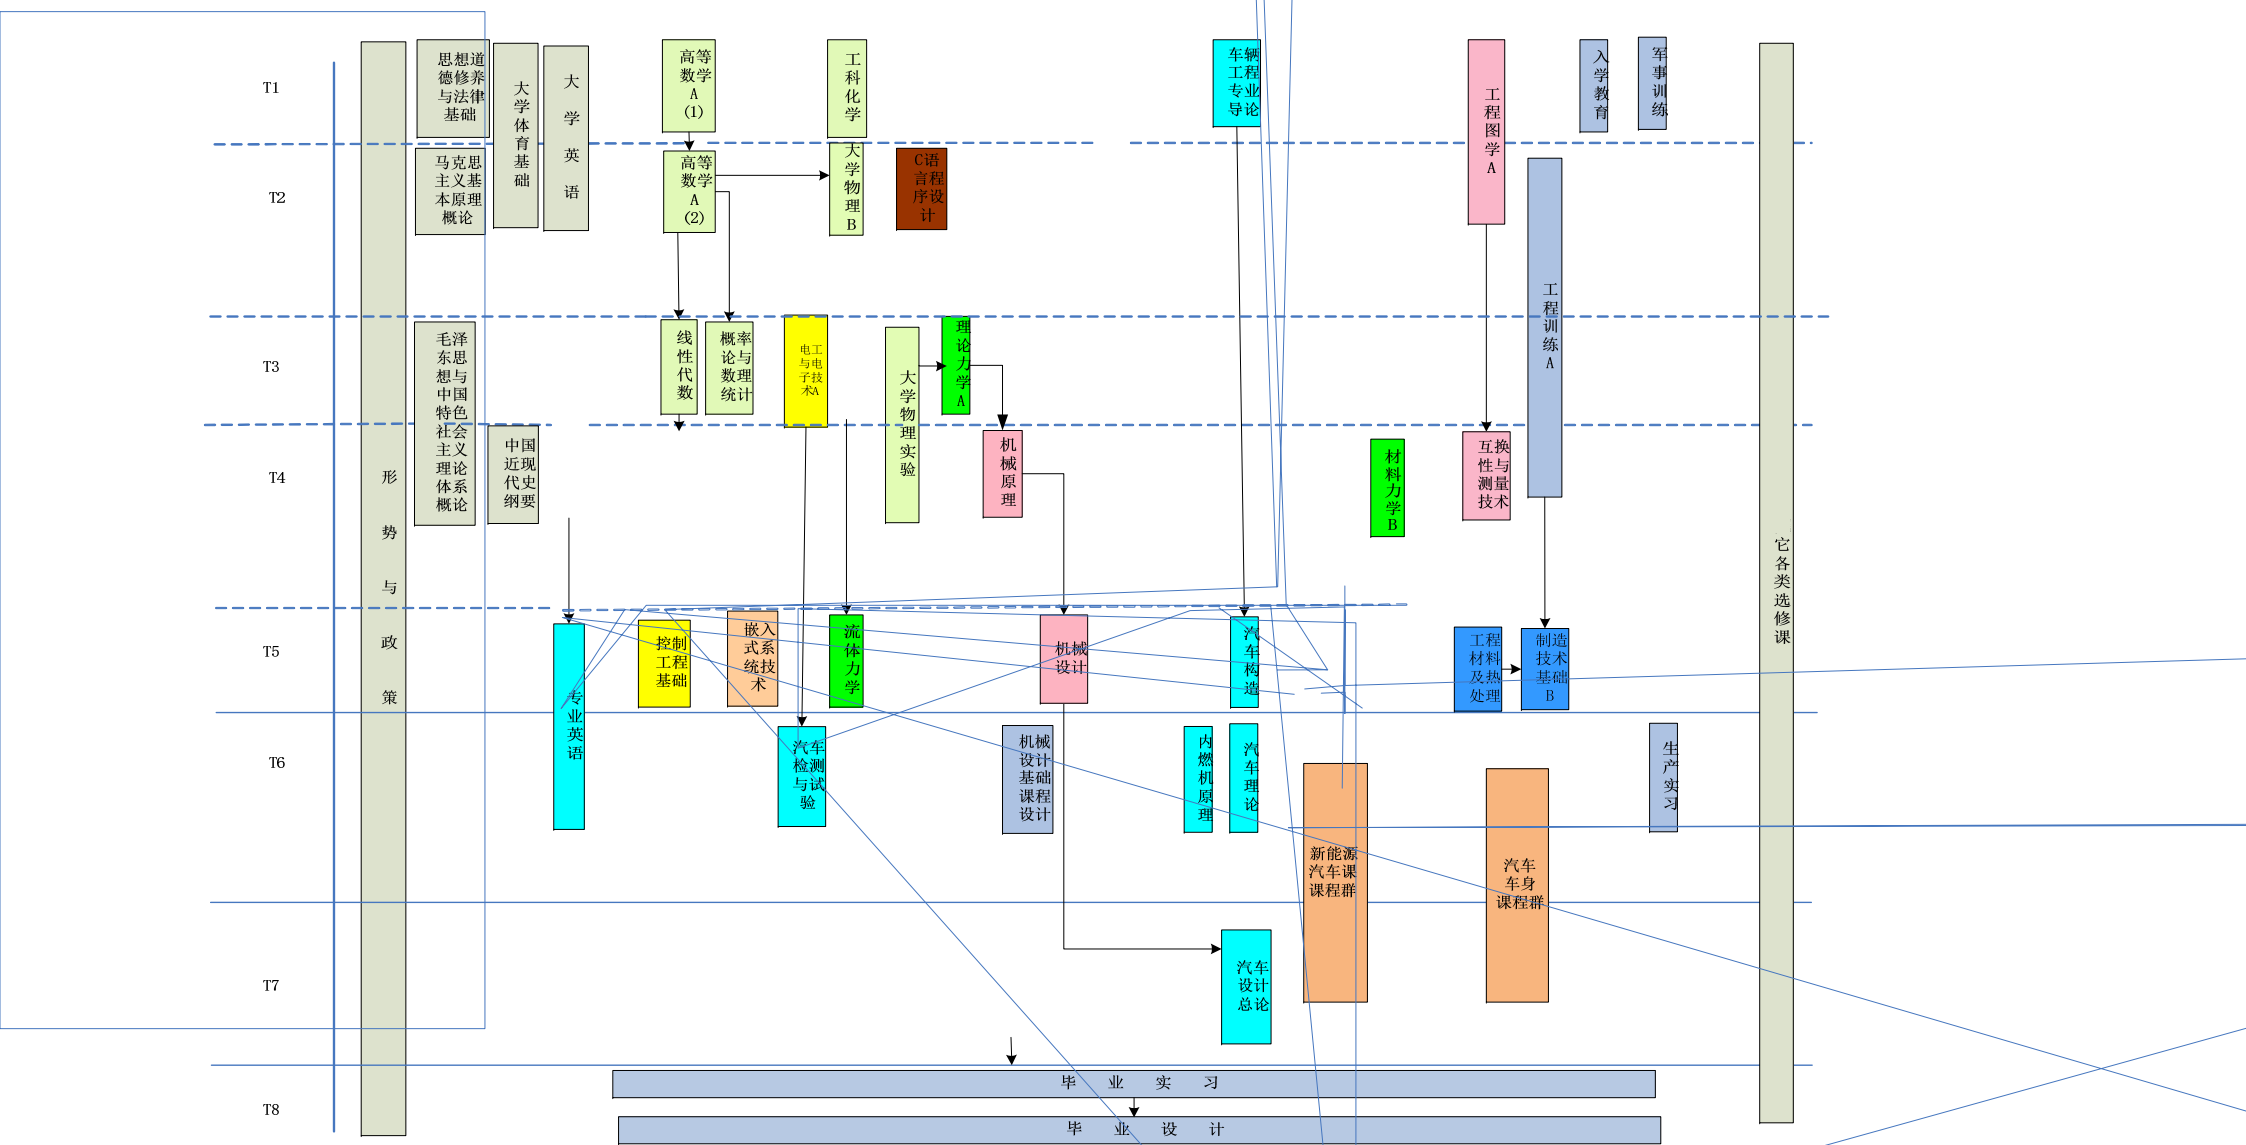 T1
思想道
德修养
与法律
基础
大学体育基础
大学英语
高等
数学
A
(1)
工科化学
车辆
工程
专业
导论
工程图学A
入学教育
军事训练
T2
马克思
主义基
本原理
概论
高等
数学
A
(2)
大学物理B
C语
言程
序设
计
工程训练A
T3
毛泽
东思
想与
中国
特色
社会
主义
理论
体系
概论
线性代数
概率
论与
数理
统计
电工
与电
子技
术A
大学物理实验
理论力学A
T4
中国
近现
代史
纲要
机械原理
材料力学B
互换
性与
测量
技术
形势与政策
它各类选修课
T5
专业英语
控制
工程
基础
嵌入
式系
统技
术
流体力学
机械
设计
汽车构造
工程
材料
及热
处理
制造
技术
基础
B
T6
汽车
检测
与试
验
机械
设计
基础
课程
设计
内燃机原理
汽车理论
新能源
汽车课
课程群
汽车
车身
课程群
生产实习
T7
汽车
设计
总论
T8
毕业实习
毕业设计